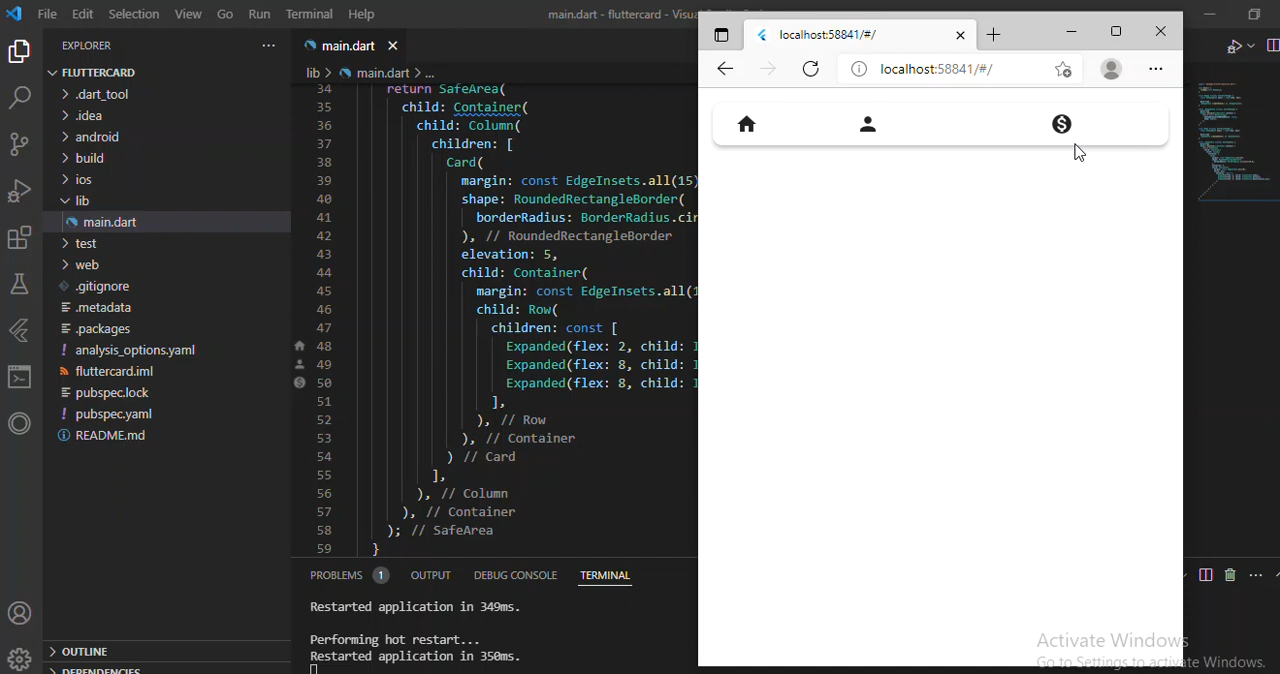 File Edit Selection View Go Run Terminal Help
main.dart - fluttercard - Visua
EXPLORER
FLUTTERCARD
.dart_tool
.idea
android
build
ios
lib
main.dart
test
web
.gitignore
.metadata
.packages
analysis_options.yaml
fluttercard.iml
pubspec.lock
pubspec.yaml
README.md
OUTLINE
DEPENDENCIES
main.dart
lib > main.dart > ...
34 return SafeArea(
35 child: Container(
36 child: Column(
37 children: [
38 Card(
39 margin: const EdgeInsets.all(15)
40 shape: RoundedRectangleBorder(
41 borderRadius: BorderRadius.cir
42 ), // RoundedRectangleBorder
43 elevation: 5,
44 child: Container(
45 margin: const EdgeInsets.all(1
46 child: Row(
47 children: const [
48 Expanded(flex: 2, child: I
49 Expanded(flex: 8, child: I
50 Expanded(flex: 8, child: I
51 ],
52 ), // Row
53 ), // Container
54 ) // Card
55 ],
56 ), // Column
57 ), // Container
58 ); // SafeArea
59 }
PROBLEMS 1 OUTPUT DEBUG CONSOLE TERMINAL
Restarted application in 349ms.
Performing hot restart...
Restarted application in 350ms.
localhost:58841/#/
localhost:58841/#/
Activate Windows
Go to Settings to activate Windows.